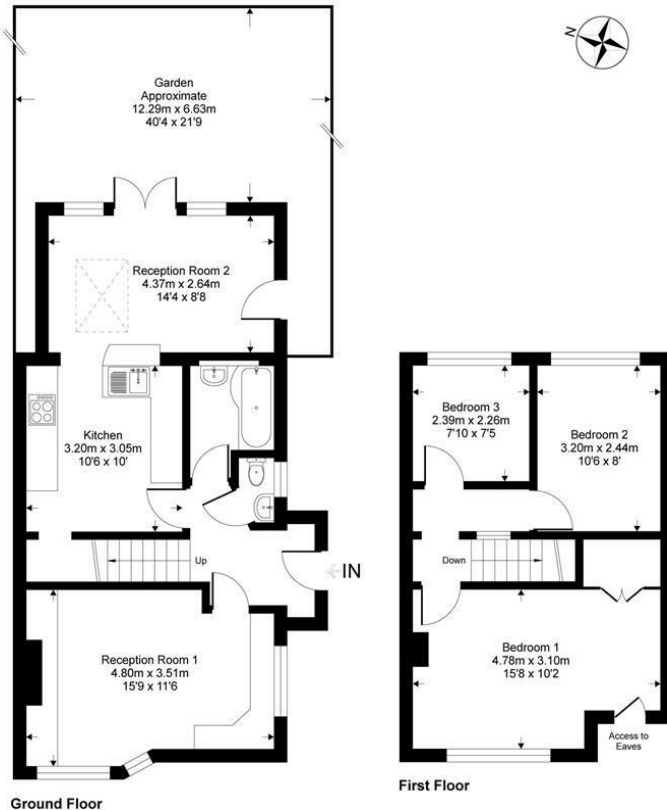 N
Garden
Approximate
12.29m x 6.63m
40'4 x 21'9
Reception Room 2
4.37m x 2.64m
14'4 x 8'8
Kitchen
3.20m x 3.05m
10'6 x 10'
Up
IN
Reception Room 1
4.80m x 3.51m
15'9 x 11'6
Ground Floor
Bedroom 3
2.39m x 2.26m
7'10 x 7'5
Bedroom 2
3.20m x 2.44m
10'6 x 8'
Down
Bedroom 1
4.78m x 3.10m
15'8 x 10'2
Access to
Eaves
First Floor